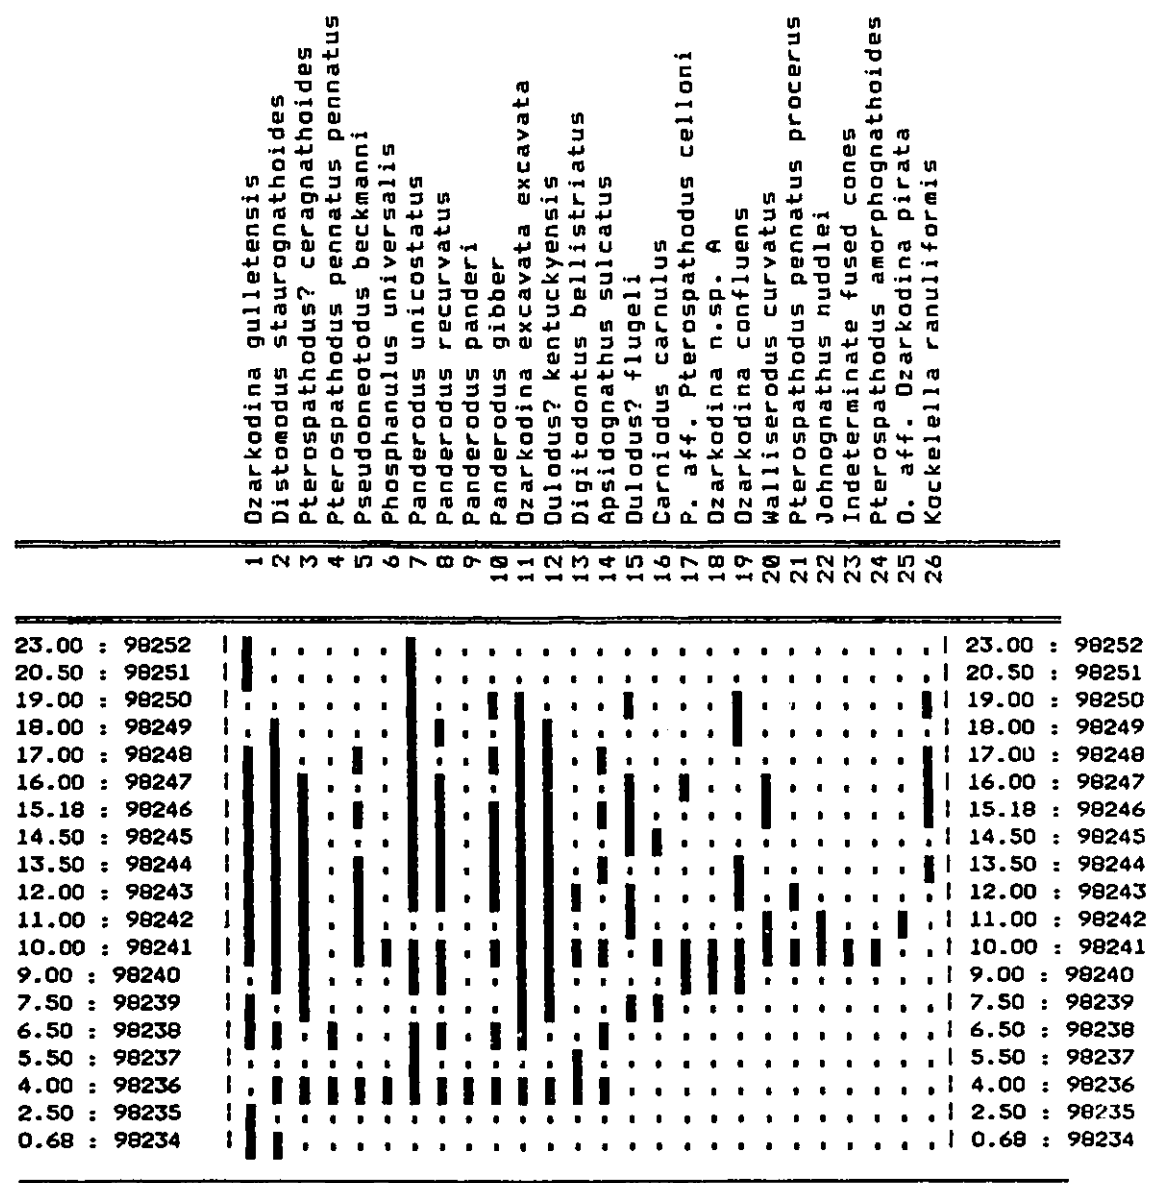 Ozarkodina gulletensis
Distomodus staurognathoides
Pterospathodus? ceragnathoides
Pterospathodus pennatus pennatus
Pseudooneotodus beckmanni
Phosphanulus universalis
Panderodus unicostatus
Panderodus recurvatus
Panderodus panderi
Panderodus gibber
Ozarkodina excavata excavata
Oulodus? kentuckyensis
Digitodontus bellistriatus
Apsidognathus sulcatus
Oulodus? flugeli
Carniodus carnulus
P. aff. Pterospathodus celloni
Ozarkodina n.sp. A
Ozarkodina confluens
Walliserodus curvatus
Pterospathodus pennatus procerus
Johnognathus huddlei
Indeterminate fused cones
Pterospathodus amorphognathoides
O. aff. Ozarkodina pirata
Kockelella ranuliformis
1 2 3 4 5 6 7 8 9 10 11 12 13 14 15 16 17 18 19 20 21 22 23 24 25 26
23.00 : 98252 23.00 : 98252
20.50 : 98251 20.50 : 98251
19.00 : 98250 19.00 : 98250
18.00 : 98249 18.00 : 98249
17.00 : 98248 17.00 : 98248
16.00 : 98247 16.00 : 98247
15.18 : 98246 15.18 : 98246
14.50 : 98245 14.50 : 98245
13.50 : 98244 13.50 : 98244
12.00 : 98243 12.00 : 98243
11.00 : 98242 11.00 : 98242
10.00 : 98241 10.00 : 98241
9.00 : 98240 9.00 : 98240
7.50 : 98239 7.50 : 98239
6.50 : 98238 6.50 : 98238
5.50 : 98237 5.50 : 98237
4.00 : 98236 4.00 : 98236
2.50 : 98235 2.50 : 98235
0.68 : 98234 0.68 : 98234